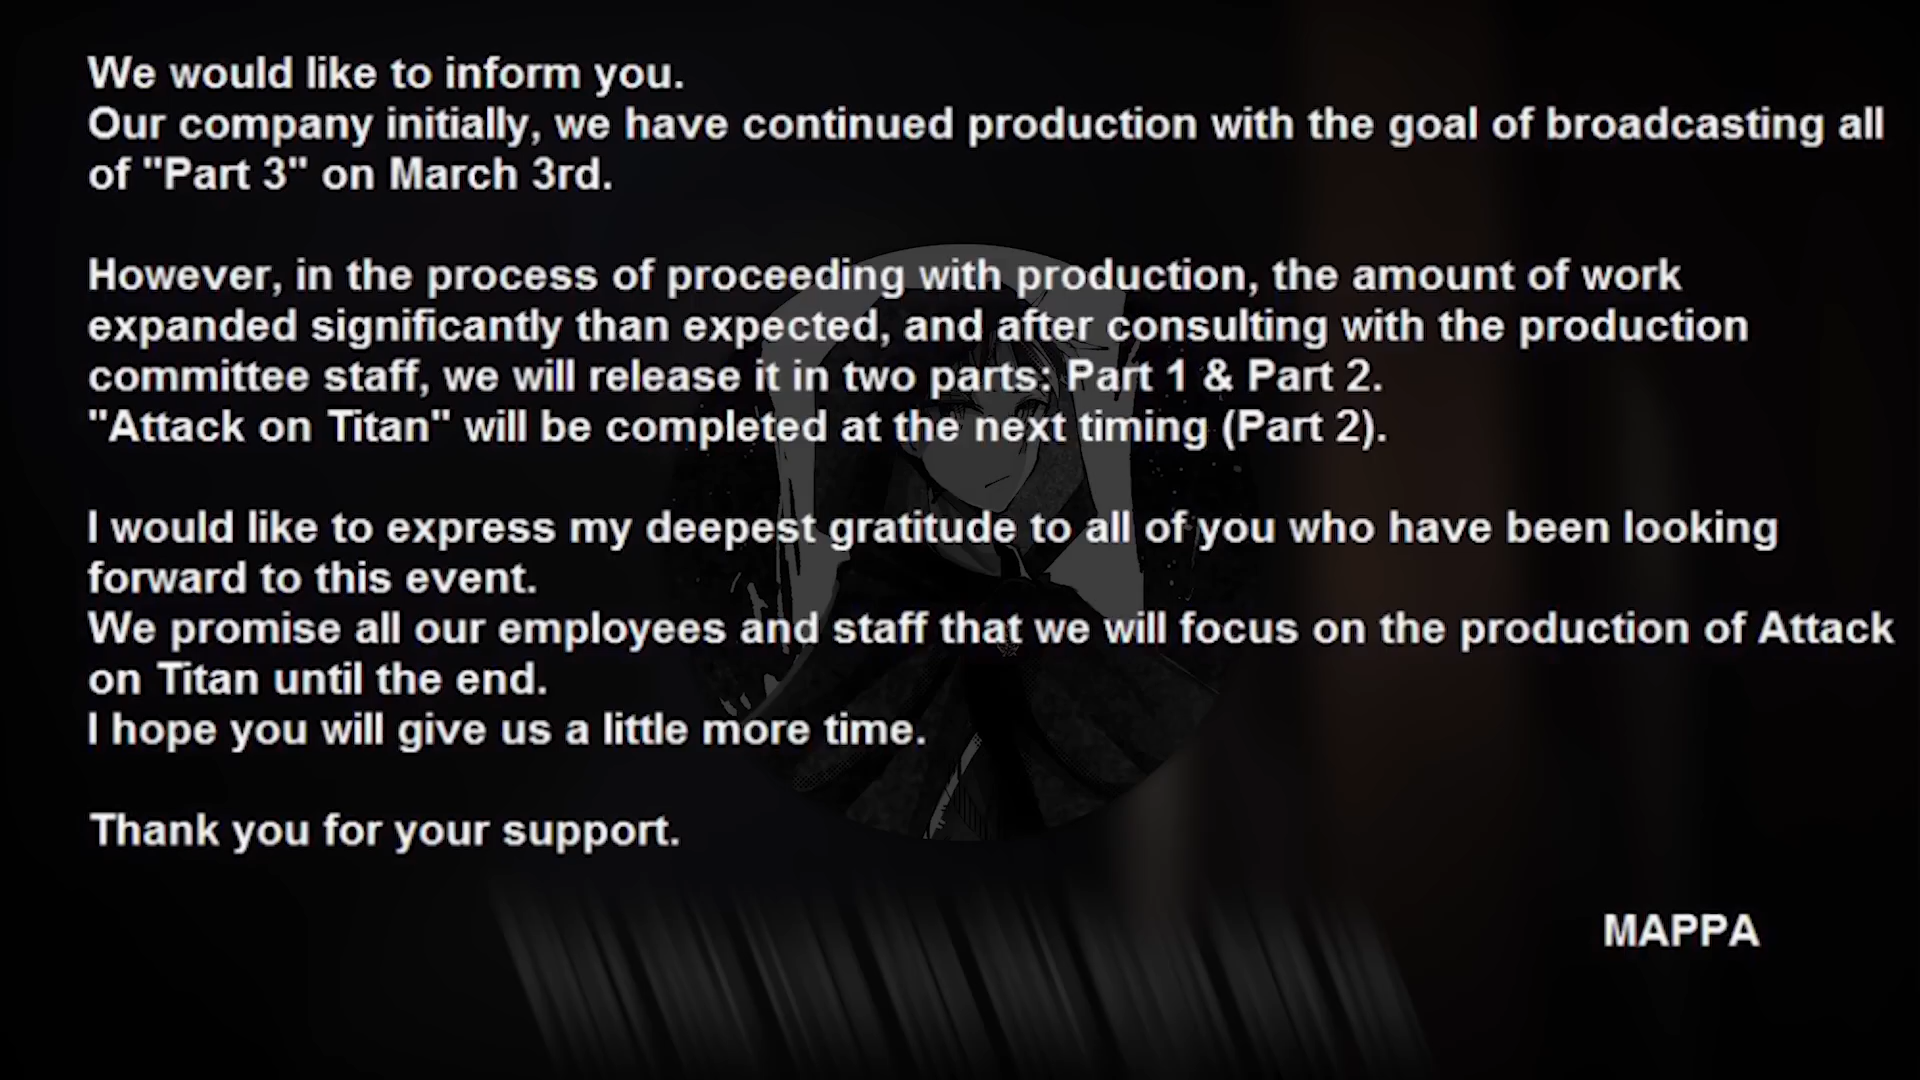 We would like to inform you.
Our company initially, we have continued production with the goal of broadcasting all
of "Part 3" on March 3rd.
However, in the process of proceeding with production, the amount of work
expanded significantly than expected, and after consulting with the production
committee staff, we will release it in two parts: Part 1 & Part 2.
"Attack on Titan" will be completed at the next timing (Part 2).
I would like to express my deepest gratitude to all of you who have been looking
forward to this event.
We promise all our employees and staff that we will focus on the production of Attack
on Titan until the end.
I hope you will give us a little more time.
Thank you for your support.
MAPPA